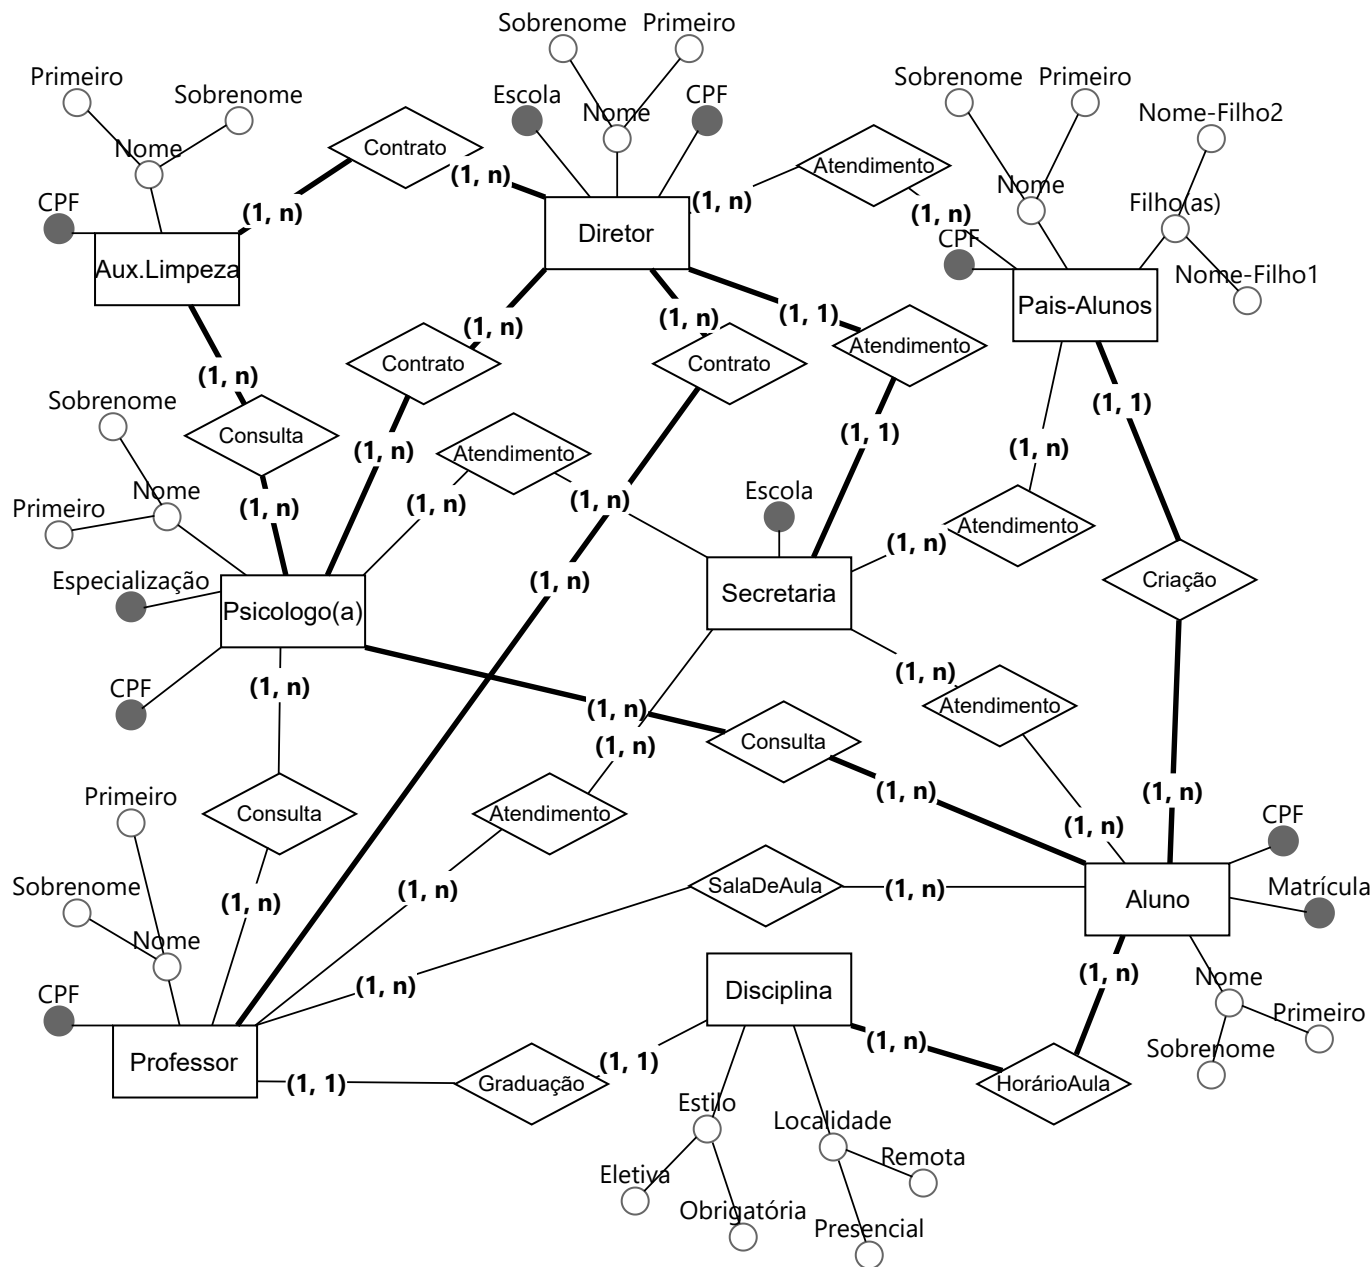 Sobrenome
Primeiro
Primeiro
Sobrenome
Escola
CPF
Nome
Sobrenome
Primeiro
Nome-Filho2
Nome
Contrato
Atendimento
(1, n)
(1, n)
Nome
Filho(as)
CPF
(1, n)
(1, n)
Diretor
CPF
Aux.Limpeza
Nome-Filho1
Pais-Alunos
(1, n)
(1, n)
(1, 1)
Contrato
Contrato
Atendimento
(1, n)
(1, 1)
Sobrenome
Consulta
(1, n)
Atendimento
(1, 1)
(1, n)
Nome
Primeiro
(1, n)
(1, n)
(1, n)
Escola
Atendimento
(1, n)
Especialização
(1, n)
Criação
Psicologo(a)
Secretaria
CPF
(1, n)
(1, n)
(1, n)
Atendimento
(1, n)
Consulta
Primeiro
Consulta
Atendimento
(1, n)
(1, n)
(1, n)
CPF
Sobrenome
(1, n)
(1, n)
SalaDeAula
(1, n)
Aluno
Matrícula
Nome
CPF
(1, n)
Disciplina
(1, n)
Nome
Primeiro
Professor
(1, n)
Sobrenome
(1, 1)
Graduação
(1, 1)
HorárioAula
Estilo
Localidade
Eletiva
Remota
Obrigatória
Presencial